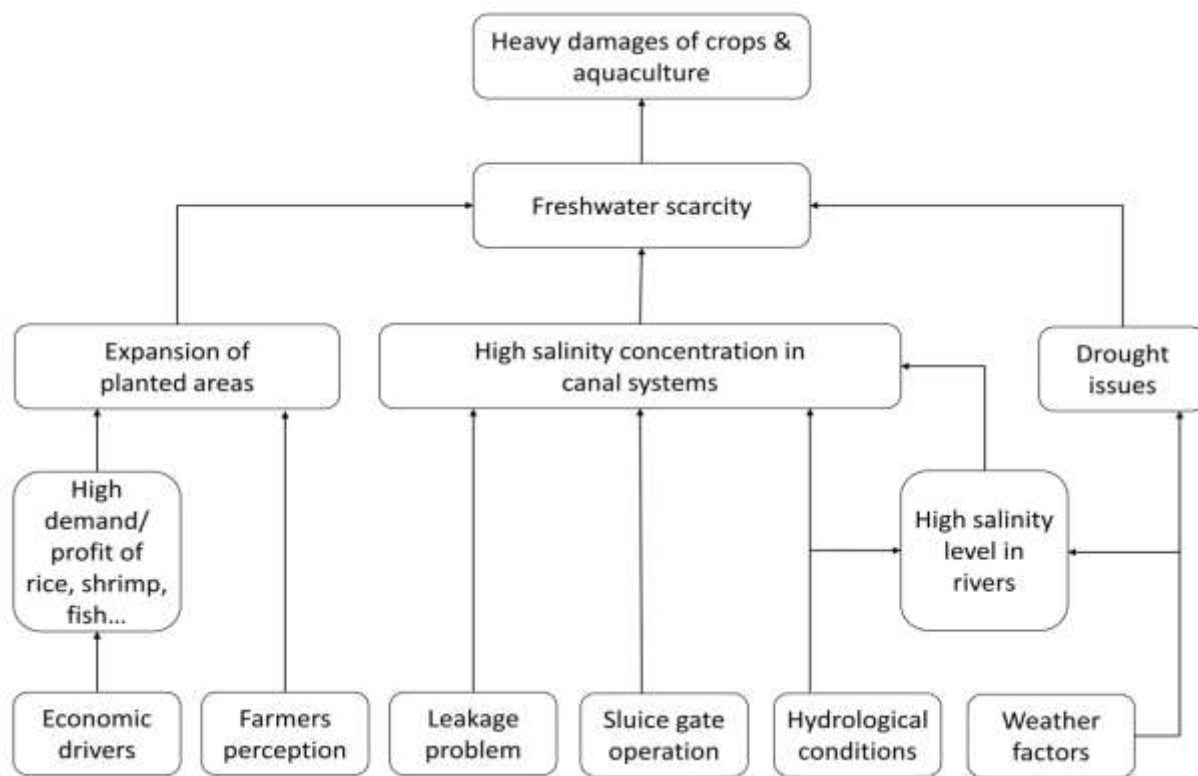 Heavy damages of crops &
aquaculture
Freshwater scarcity
Expansion of
planted areas
High salinity concentration in
canal systems
Drought
issues
High
demand/
profit of
rice, shrimp,
fish...
High salinity
level in
rivers
Economic
drivers
Farmers
perception
Leakage
problem
Sluice gate
operation
Hydrological
conditions
Weather
factors